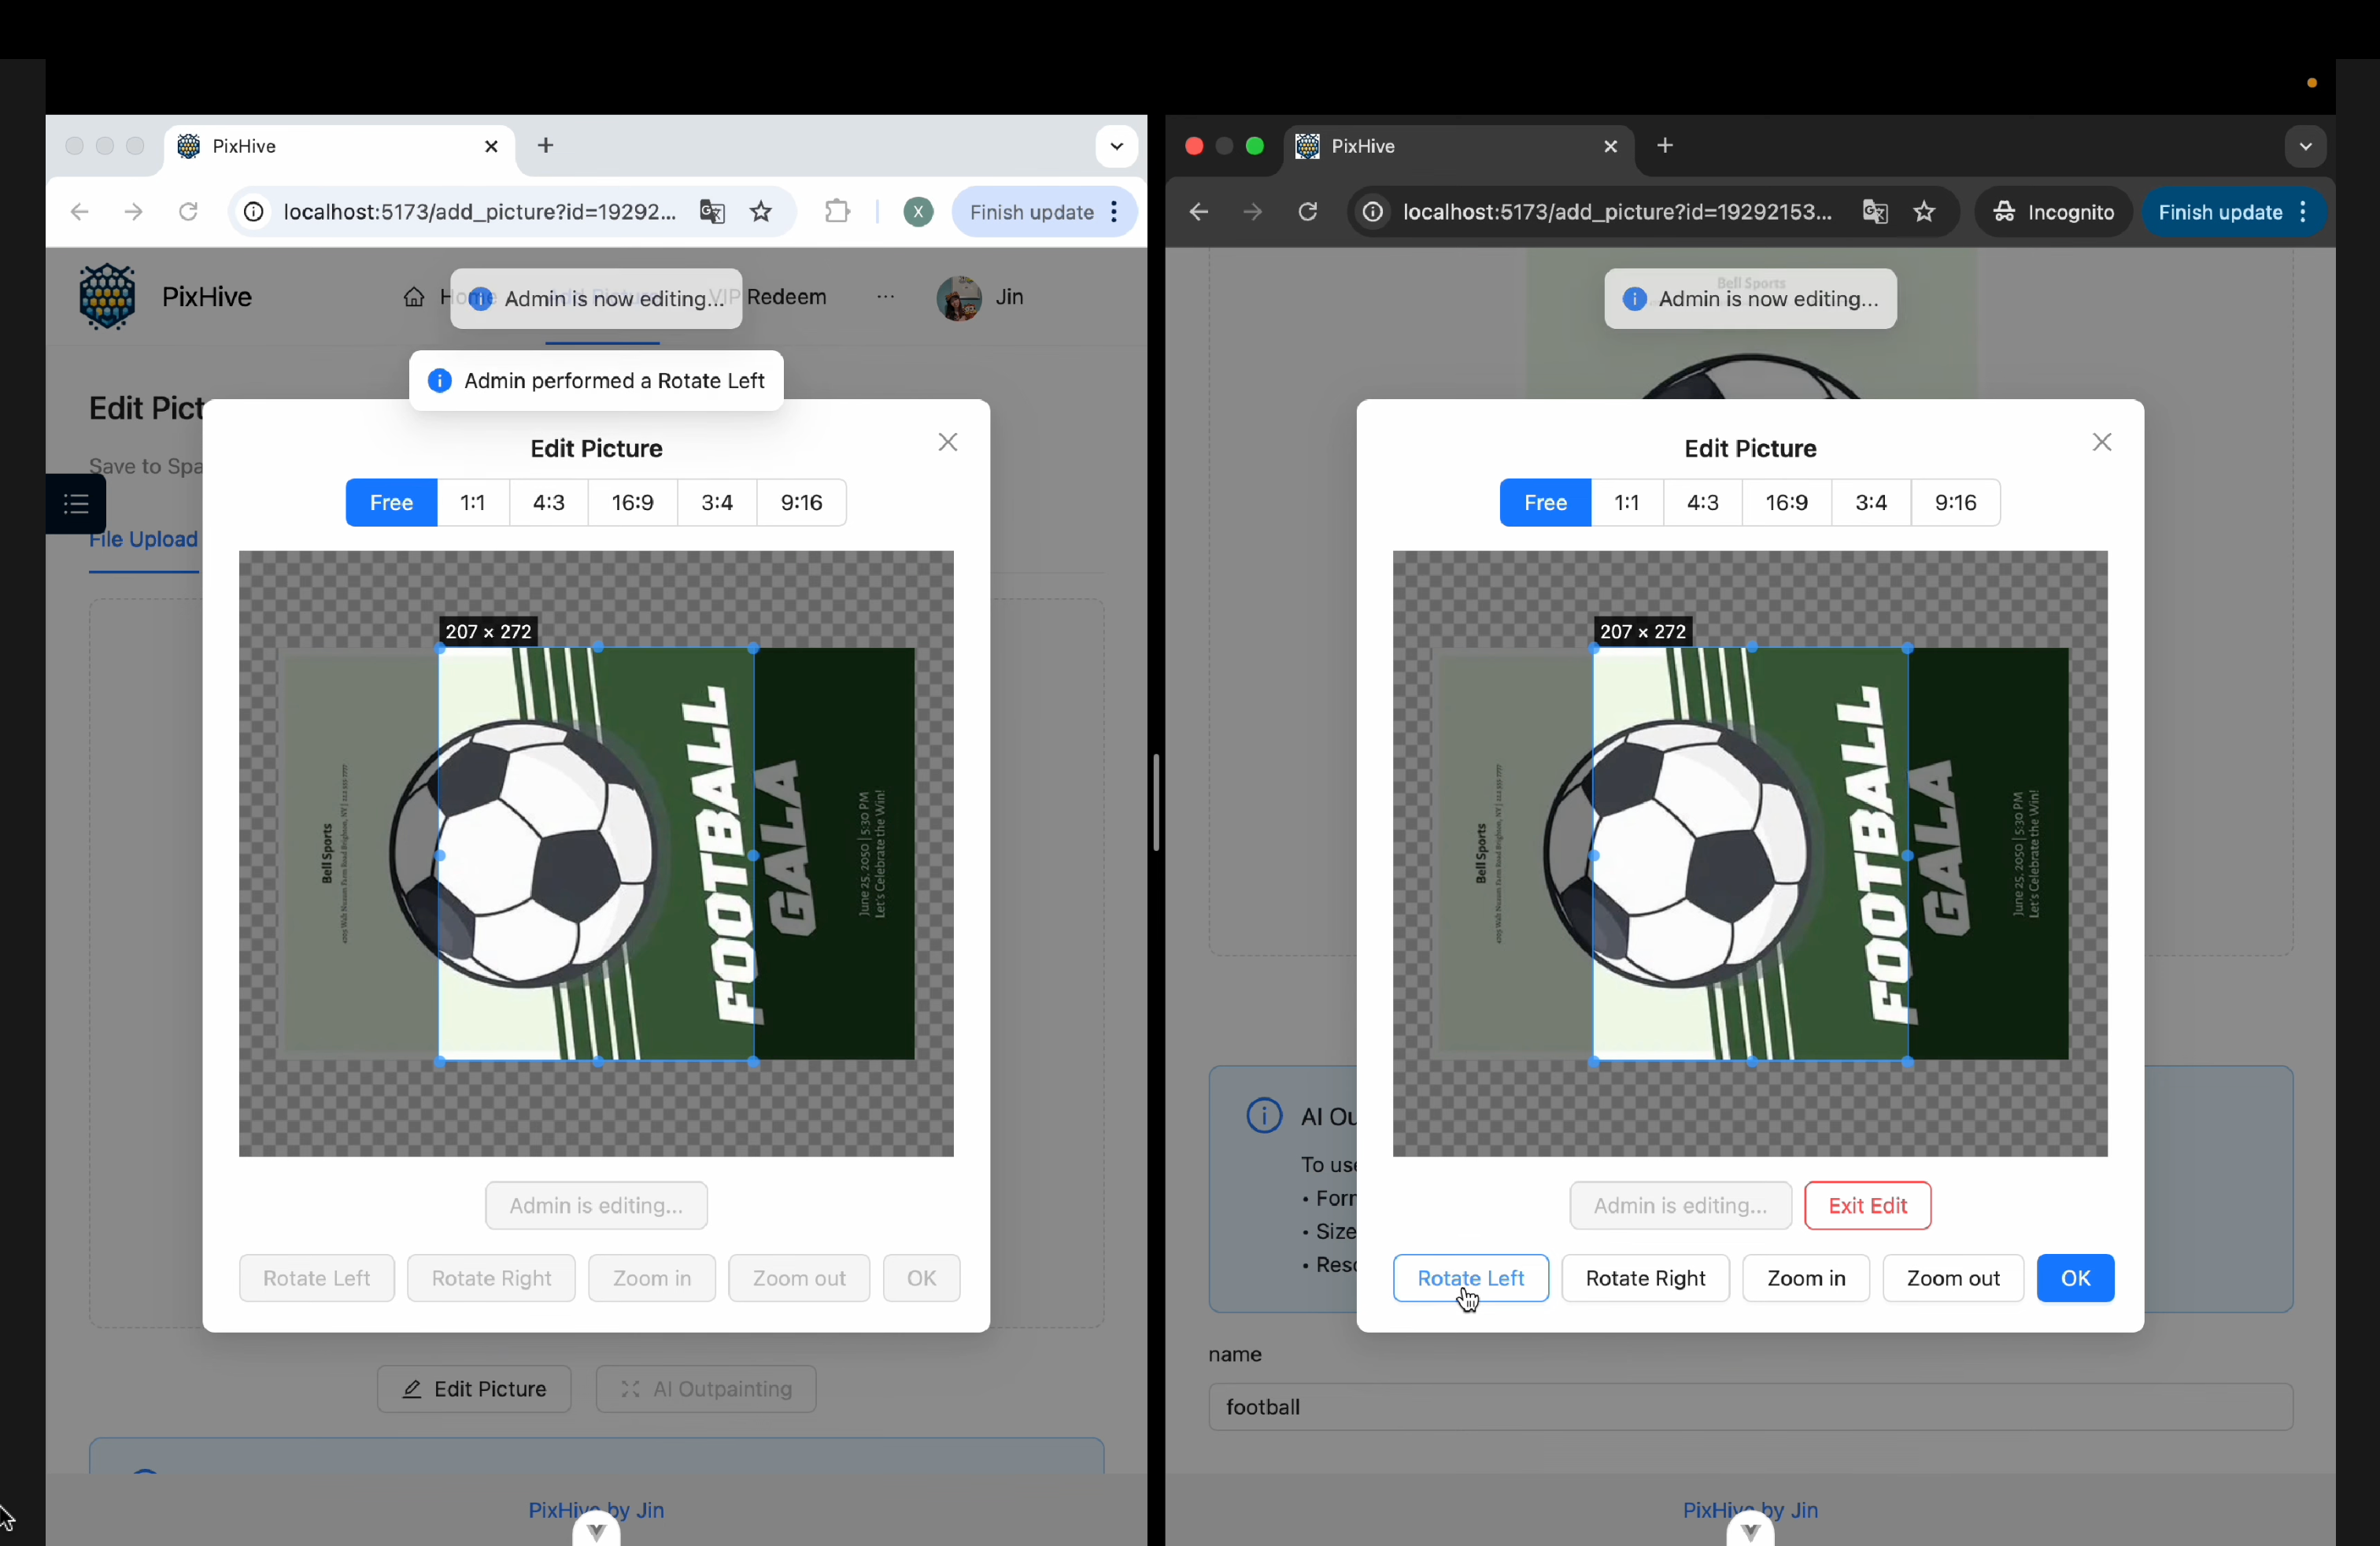 PixHive
localhost:5173/add_picture?id=19292...
X
Finish update
PixHive
Home
VIP Redeem
...
Jin
Admin is now editing...
Admin performed a Rotate Left
Edit Pict
Save to Spa
File Upload
Edit Picture
Free
1:1
4:3
16:9
3:4
9:16
207 × 272
Bell Sports
FOOTBALL
GALA
June 25, 2050 | 5:30 PM
Let's Celebrate the Win!
Admin is editing...
Rotate Left
Rotate Right
Zoom in
Zoom out
OK
Edit Picture
AI Outpainting
PixHive by Jin
PixHive
localhost:5173/add_picture?id=19292153...
Incognito
Finish update
Bell Sports
Admin is now editing...
Edit Picture
Free
1:1
4:3
16:9
3:4
9:16
207 × 272
Bell Sports
FOOTBALL
GALA
June 25, 2050 | 5:30 PM
Let's Celebrate the Win!
AI Ou
To use
• Forr
• Size
• Reso
Admin is editing...
Exit Edit
Rotate Left
Rotate Right
Zoom in
Zoom out
OK
name
football
PixHive by Jin